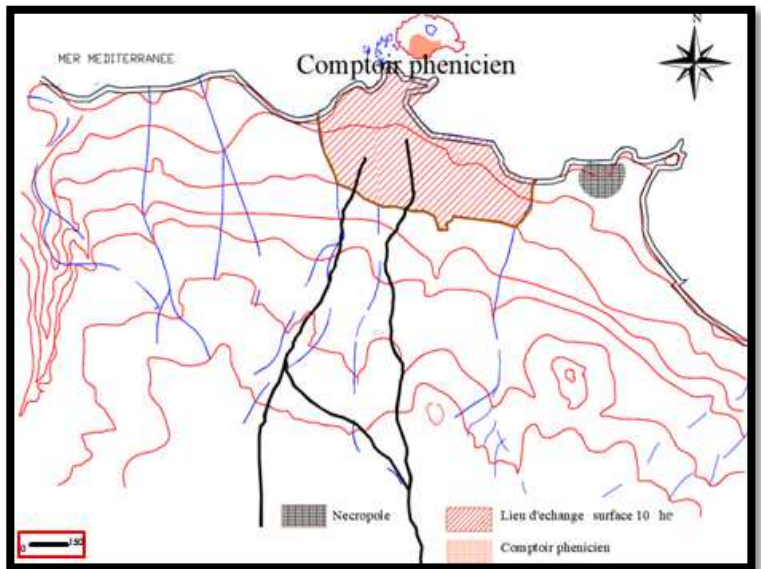 N
MER MEDITERRANEE
Comptoir phenicien
Necropole
Lieu d'echange surface 10 he
Comptoir phenicien
0 150